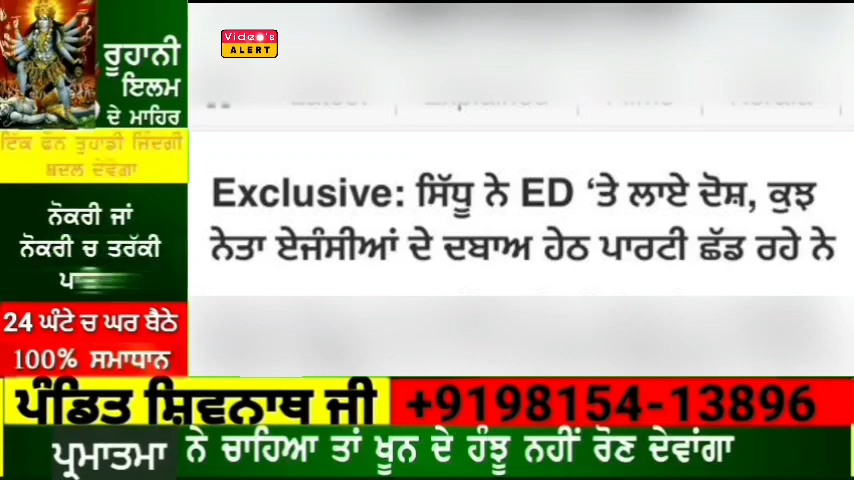 Video's
ALERT
ਰੂਹਾਨੀ
ਇਲਮ
ਦੇ ਮਾਹਿਰ
ਇੱਕ ਫੋਨ ਤੁਹਾਡੀ ਜਿੰਦਗੀ
ਬਦਲ ਦੇਵੇਗਾ
ਨੋਕਰੀ ਜਾਂ
ਨੋਕਰੀ ਚ ਤਰੱਕੀ
24 ਘੰਟੇ ਚ ਘਰ ਬੈਠੇ
100% ਸਮਾਧਾਨ
Exclusive: ਸਿੱਧੂ ਨੇ ED ‘ਤੇ ਲਾਏ ਦੋਸ਼, ਕੁਝ
ਨੇਤਾ ਏਜੰਸੀਆਂ ਦੇ ਦਬਾਅ ਹੇਠ ਪਾਰਟੀ ਛੱਡ ਰਹੇ ਨੇ
ਪੰਡਿਤ ਸ਼ਿਵਨਾਥ ਜੀ +9198154-13896
ਪ੍ਰਮਾਤਮਾ ਨੇ ਚਾਹਿਆ ਤਾਂ ਖੂਨ ਦੇ ਹੰਝੂ ਨਹੀਂ ਰੋਣ ਦੇਵਾਂਗਾ